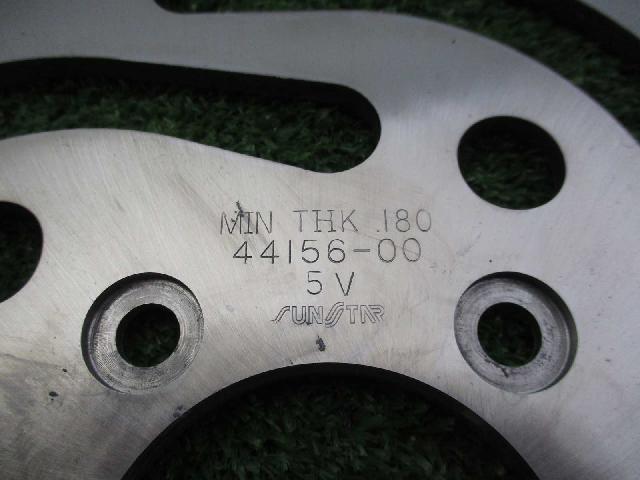 MIN THK .180
44156-00
5V
SUNSTAR